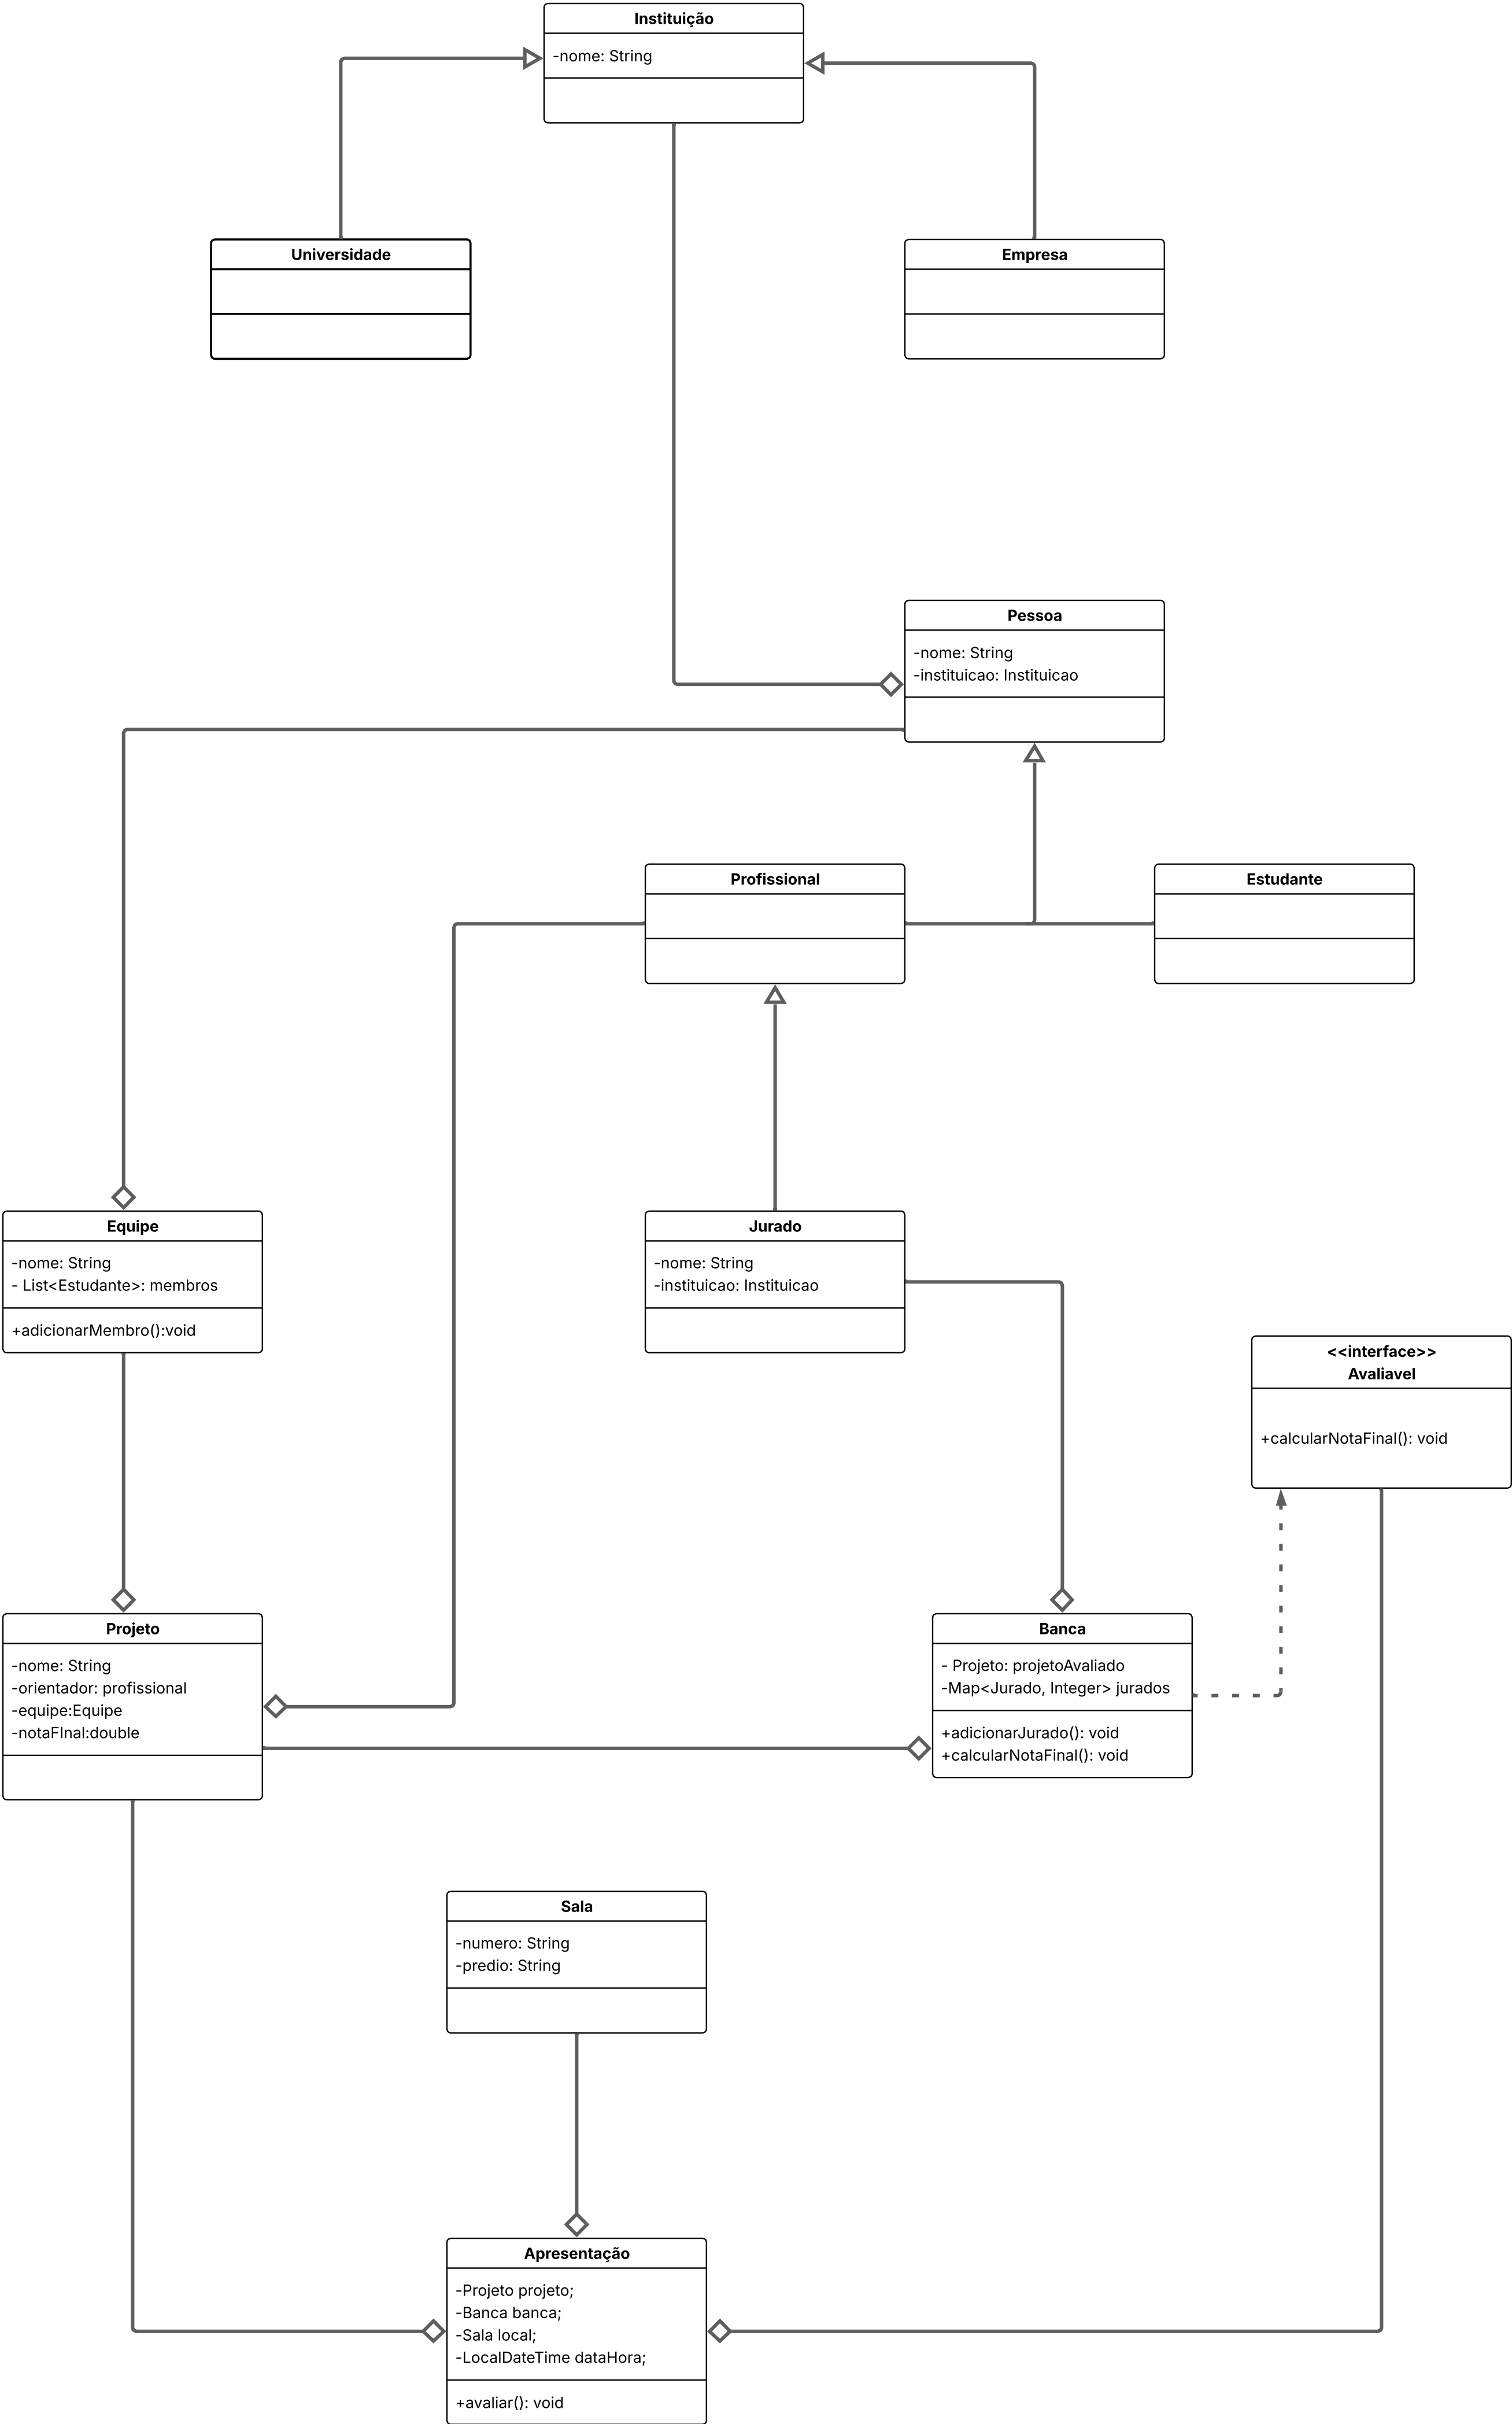 Instituição
-nome: String
Universidade
Empresa
Pessoa
-nome: String
-instituicao: Instituicao
Profissional
Estudante
Equipe
-nome: String
- List<Estudante>: membros
+adicionarMembro():void
Jurado
-nome: String
-instituicao: Instituicao
<<interface>>
Avaliavel
+calcularNotaFinal(): void
Projeto
-nome: String
-orientador: profissional
-equipe:Equipe
-notaFInal:double
Banca
- Projeto: projetoAvaliado
-Map<Jurado, Integer> jurados
+adicionarJurado(): void
+calcularNotaFinal(): void
Sala
-numero: String
-predio: String
Apresentação
-Projeto projeto;
-Banca banca;
-Sala local;
-LocalDateTime dataHora;
+avaliar(): void